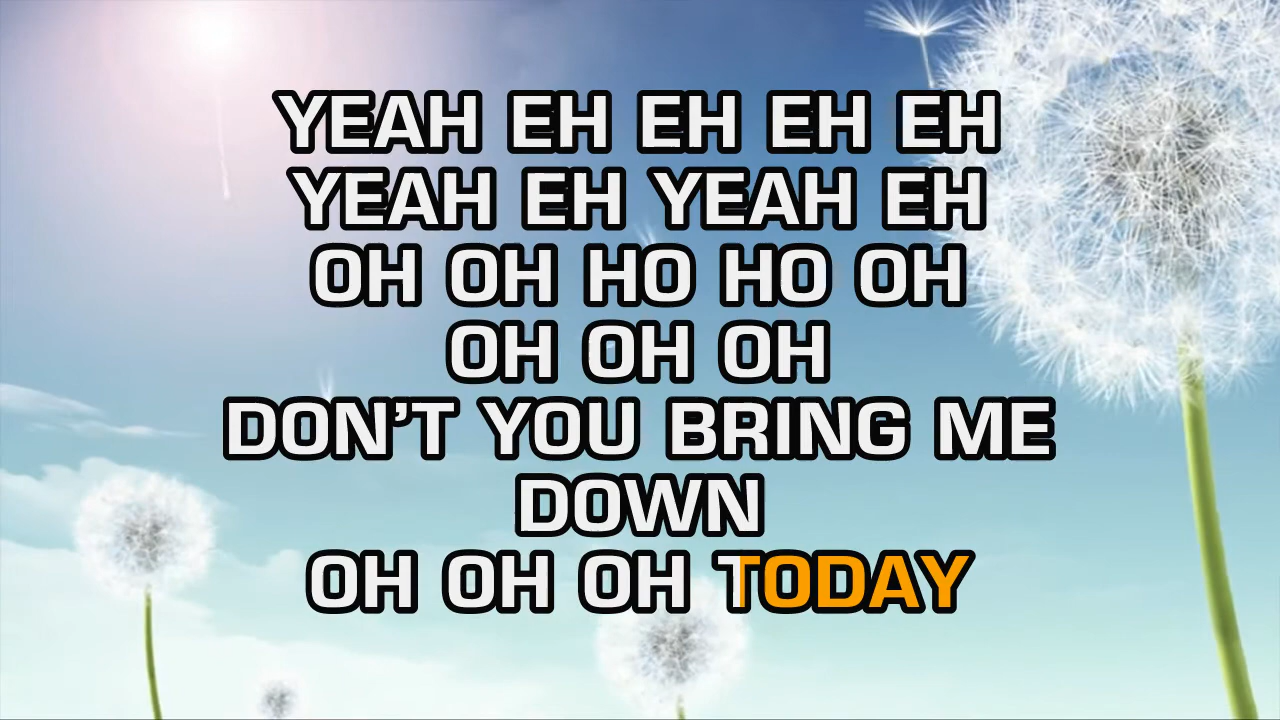 YEAH EH EH EH EH
YEAH EH YEAH EH
OH OH HO HO OH
OH OH OH
DON'T YOU BRING ME
DOWN
OH OH OH TODAY